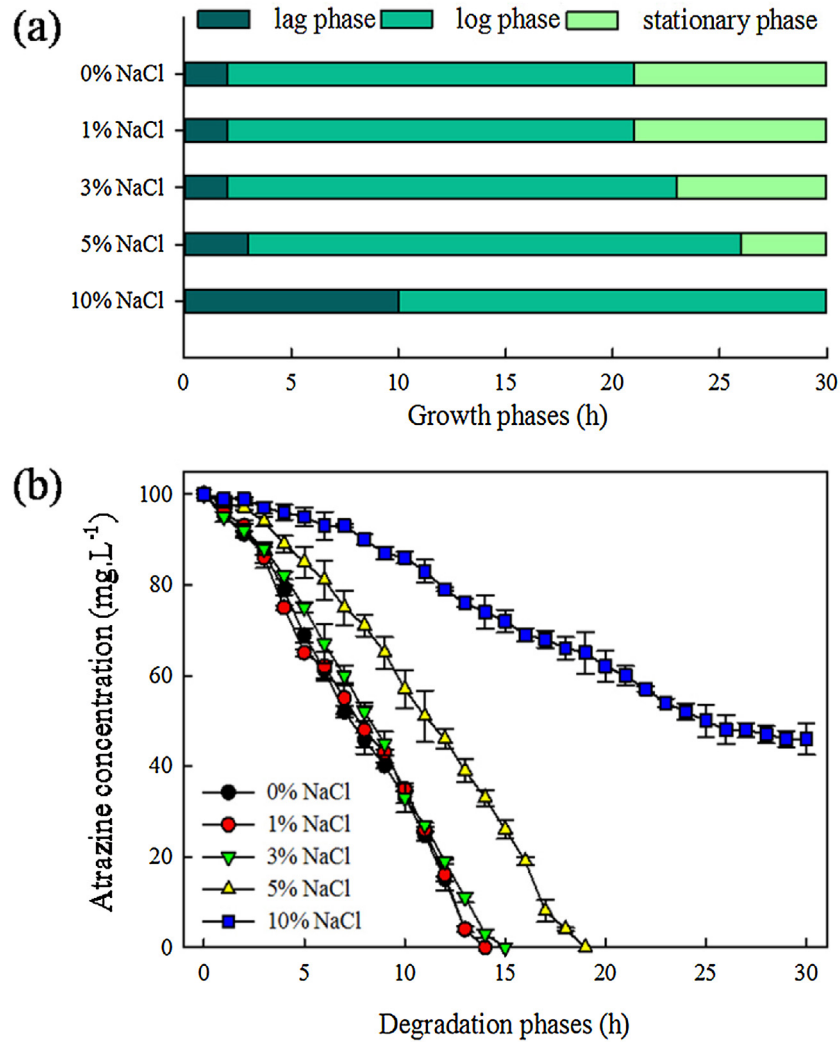 (a)
lag phase log phase stationary phase
0% NaCl
1% NaCl
3% NaCl
5% NaCl
10% NaCl
0 5 10 15 20 25 30
Growth phases (h)
(b)
Atrazine concentration (mg.L⁻¹)
100
80
60
40
20
0
0% NaCl
1% NaCl
3% NaCl
5% NaCl
10% NaCl
0 5 10 15 20 25 30
Degradation phases (h)